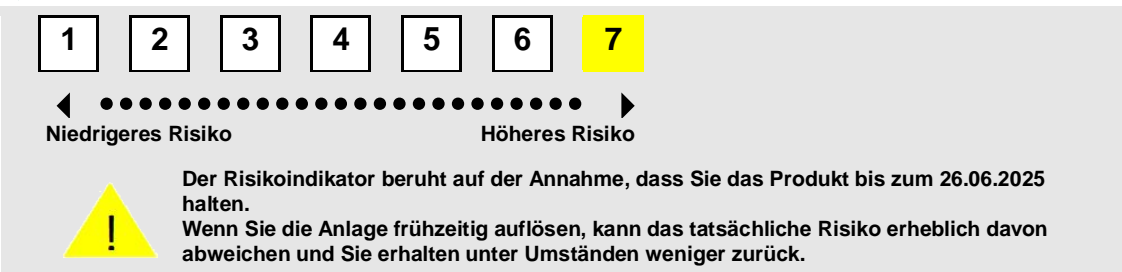 1 2 3 4 5 6 7
Niedrigeres Risiko Höheres Risiko
!
Der Risikoindikator beruht auf der Annahme, dass Sie das Produkt bis zum 26.06.2025
halten.
Wenn Sie die Anlage frühzeitig auflösen, kann das tatsächliche Risiko erheblich davon
abweichen und Sie erhalten unter Umständen weniger zurück.